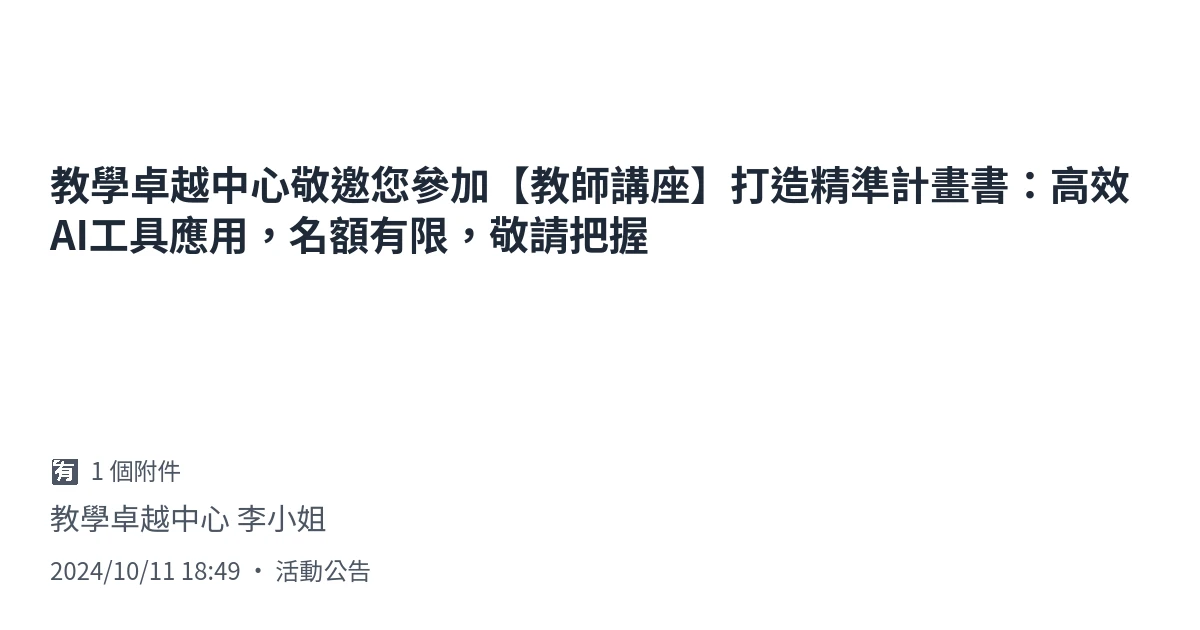 教學卓越中心敬邀您參加【教師講座】打造精準計畫書：高效
AI工具應用，名額有限，敬請把握
有 1 個附件
教學卓越中心 李小姐
2024/10/11 18:49 • 活動公告